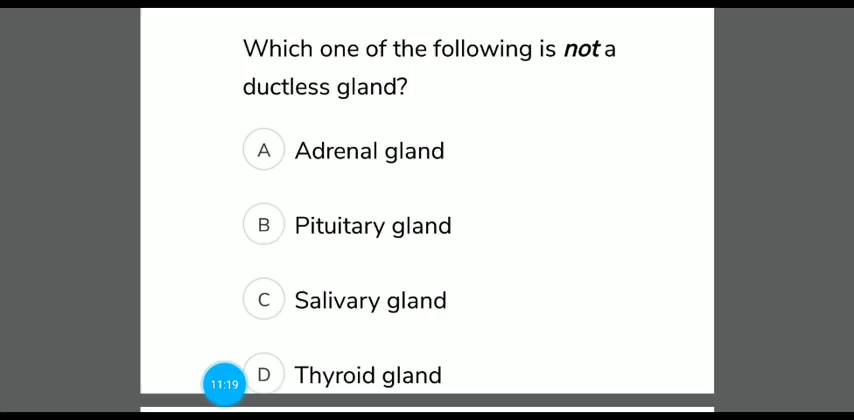 Which one of the following is not a
ductless gland?
A Adrenal gland
B Pituitary gland
C Salivary gland
D Thyroid gland
11:19